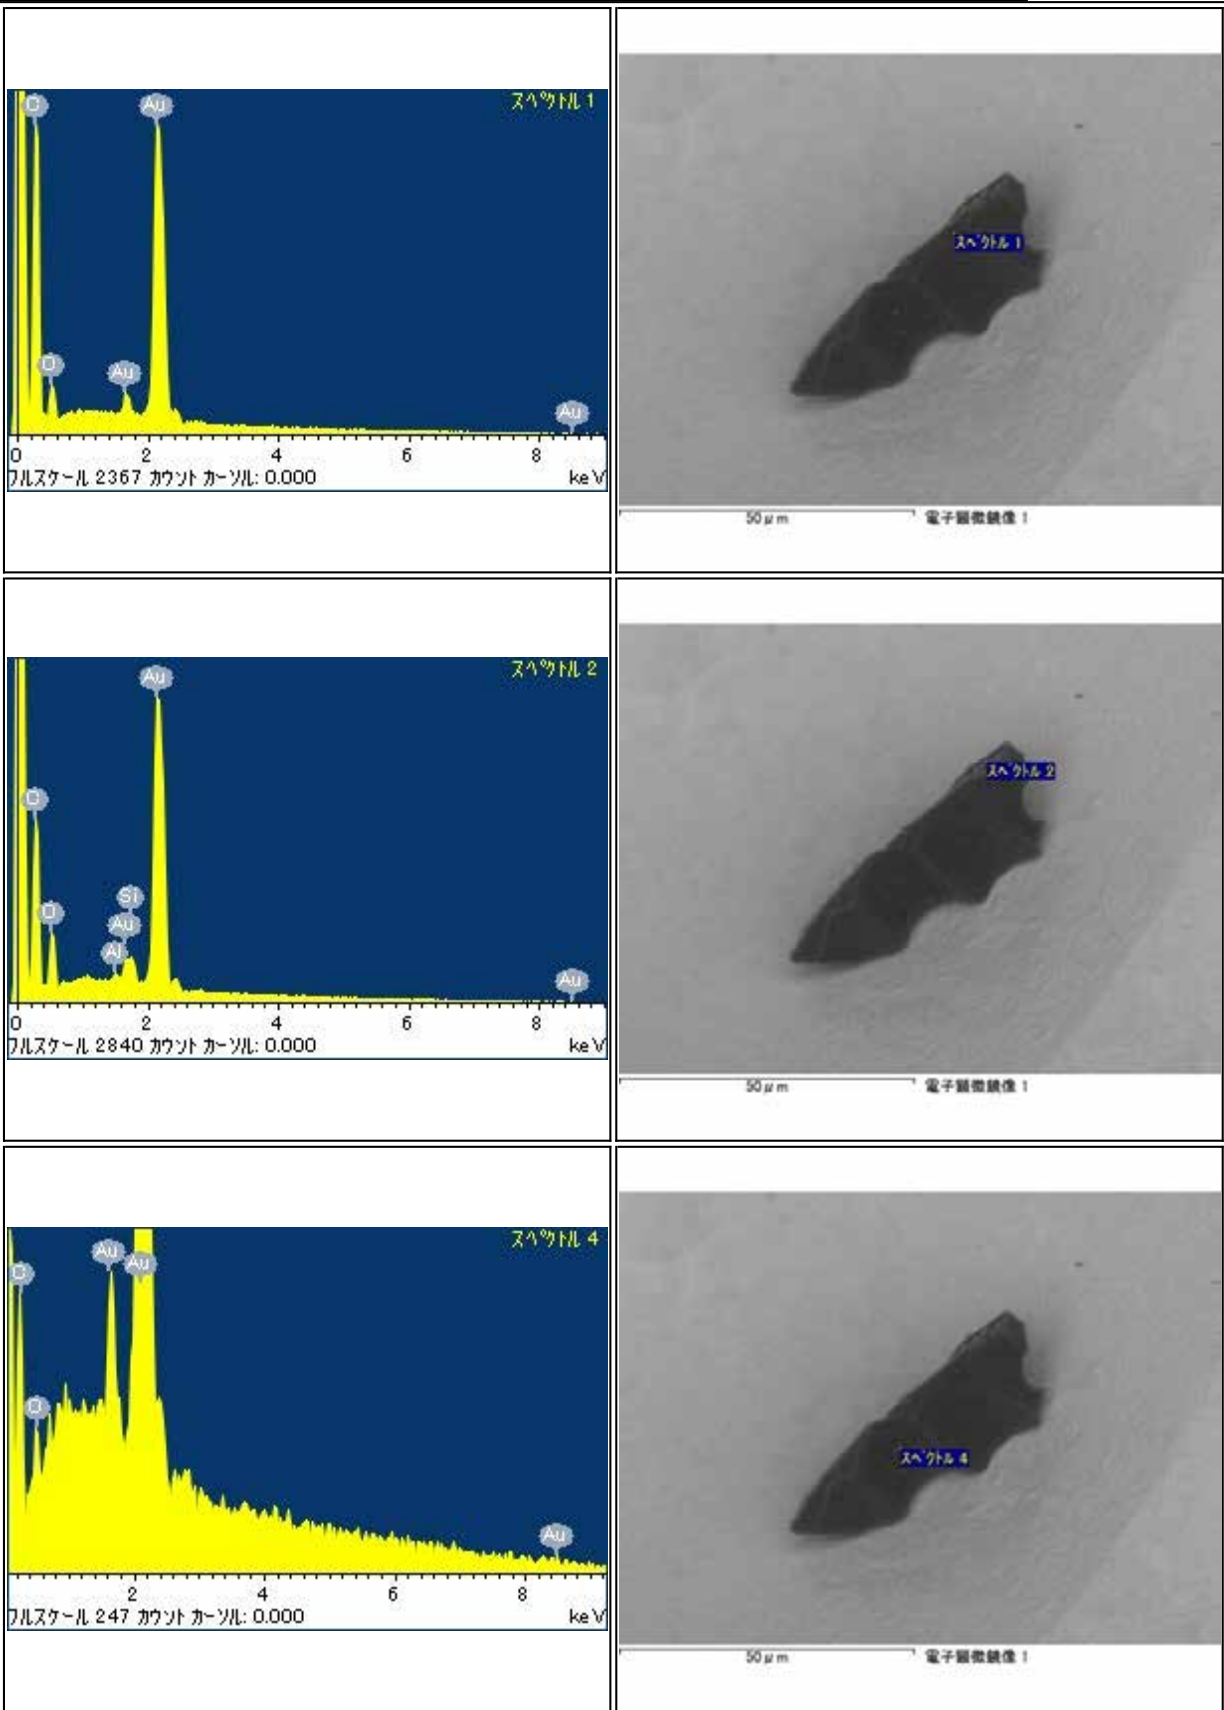 スペクトル 1
C
Au
O
Au
Au
0 2 4 6 8
フルスケール 2367 カウント カーソル: 0.000 keV
スペクトル 1
50μm 電子顕微鏡像 1
スペクトル 2
Au
C
Si
O
Au
Al
Au
0 2 4 6 8
フルスケール 2840 カウント カーソル: 0.000 keV
スペクトル 2
50μm 電子顕微鏡像 1
スペクトル 4
Au
Au
C
O
Au
2 4 6 8
フルスケール 247 カウント カーソル: 0.000 keV
スペクトル 4
50μm 電子顕微鏡像 1